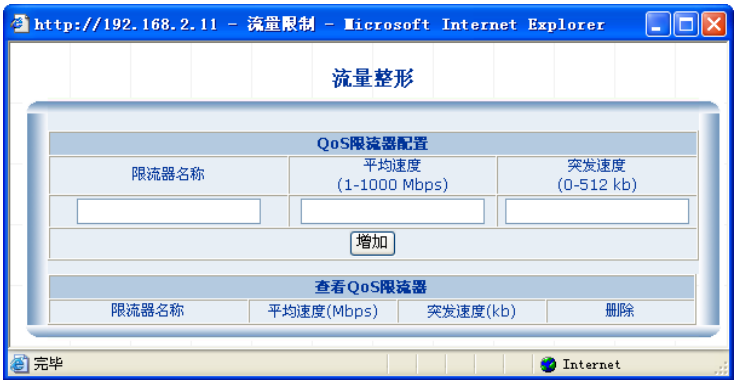 http://192.168.2.11 - 流量限制 - Microsoft Internet Explorer
流量整形
QoS限流器配置
限流器名称 平均速度 突发速度
(1-1000 Mbps) (0-512 kb)
增加
查看QoS限流器
限流器名称 平均速度(Mbps) 突发速度(kb) 删除
完毕 Internet